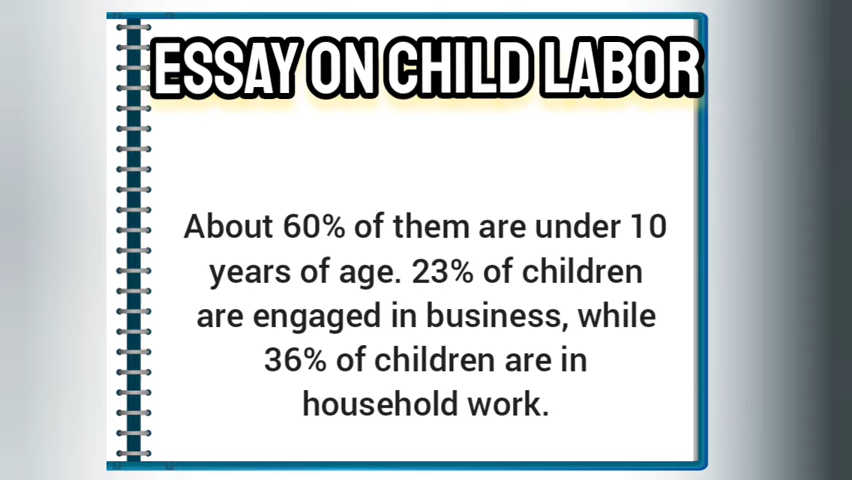 ESSAY ON CHILD LABOR
About 60% of them are under 10
years of age. 23% of children
are engaged in business, while
36% of children are in
household work.